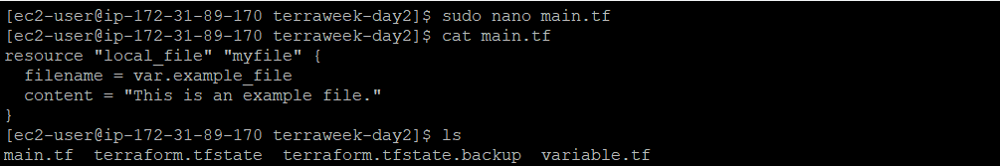 [ec2-user@ip-172-31-89-170 terraweek-day2]$ sudo nano main.tf
[ec2-user@ip-172-31-89-170 terraweek-day2]$ cat main.tf
resource "local_file" "myfile" {
  filename = var.example_file
  content = "This is an example file."
}
[ec2-user@ip-172-31-89-170 terraweek-day2]$ ls
main.tf  terraform.tfstate  terraform.tfstate.backup  variable.tf